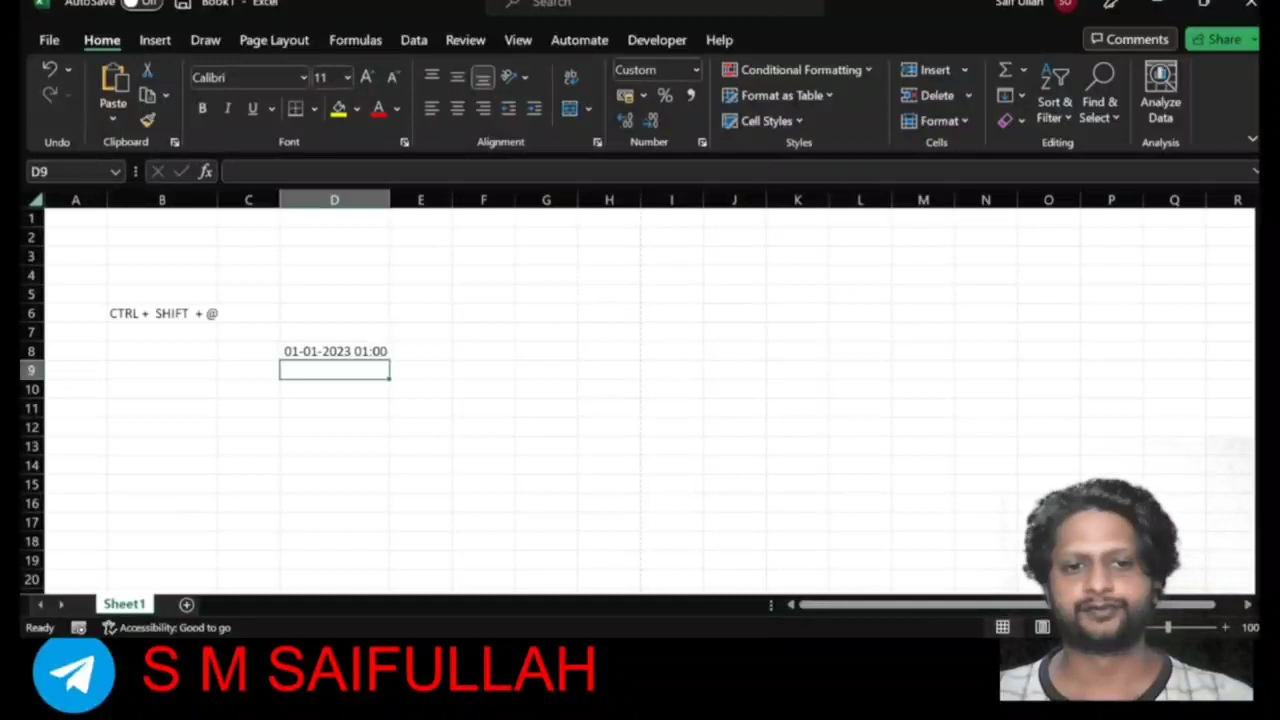 AutoSave Off Book1 - Excel Search Saif Ullah SU
File Home Insert Draw Page Layout Formulas Data Review View Automate Developer Help Comments Share
Calibri 11 Custom Conditional Formatting Insert
Paste Format as Table Delete Sort & Find & Analyze
B I U A % Cell Styles Format Filter Select Data
Undo Clipboard Font Alignment Number Styles Cells Editing Analysis
D9 fx
A B C D E F G H I J K L M N O P Q R
1
2
3
4
5
6 CTRL + SHIFT + @
7
8 01-01-2023 01:00
9
10
11
12
13
14
15
16
17
18
19
20
Sheet1
Ready Accessibility: Good to go 100
S M SAIFULLAH